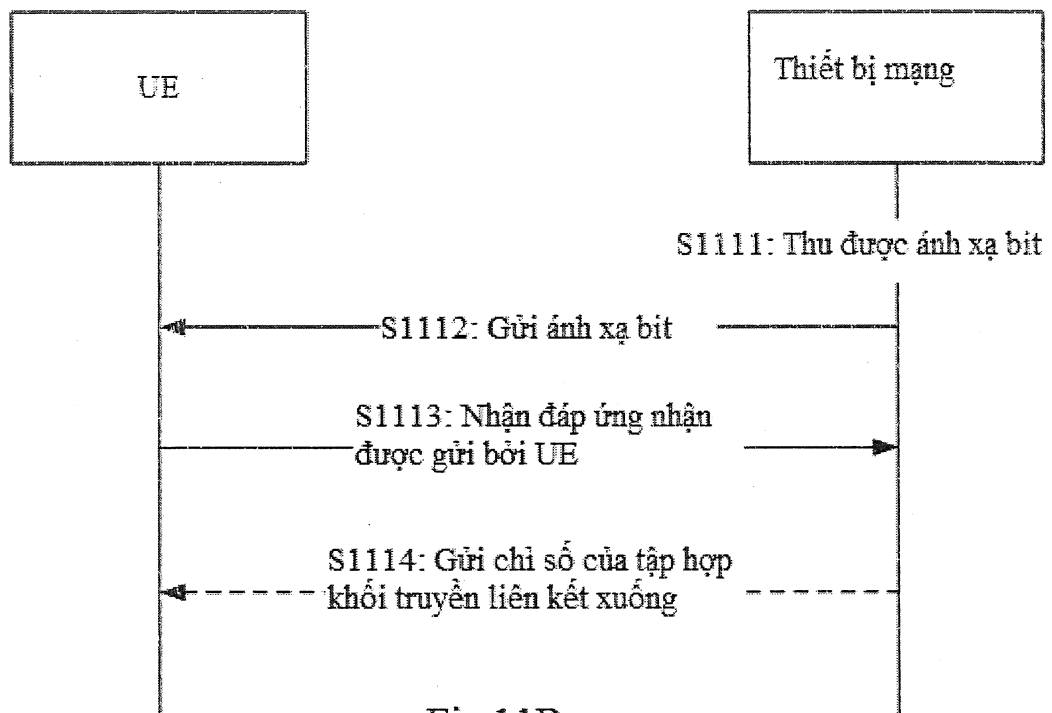 UE
Thiết bị mạng
S1111: Thu được ánh xạ bit
S1112: Gửi ánh xạ bit
S1113: Nhận đáp ứng nhận
được gửi bởi UE
S1114: Gửi chỉ số của tập hợp
khối truyền liên kết xuống